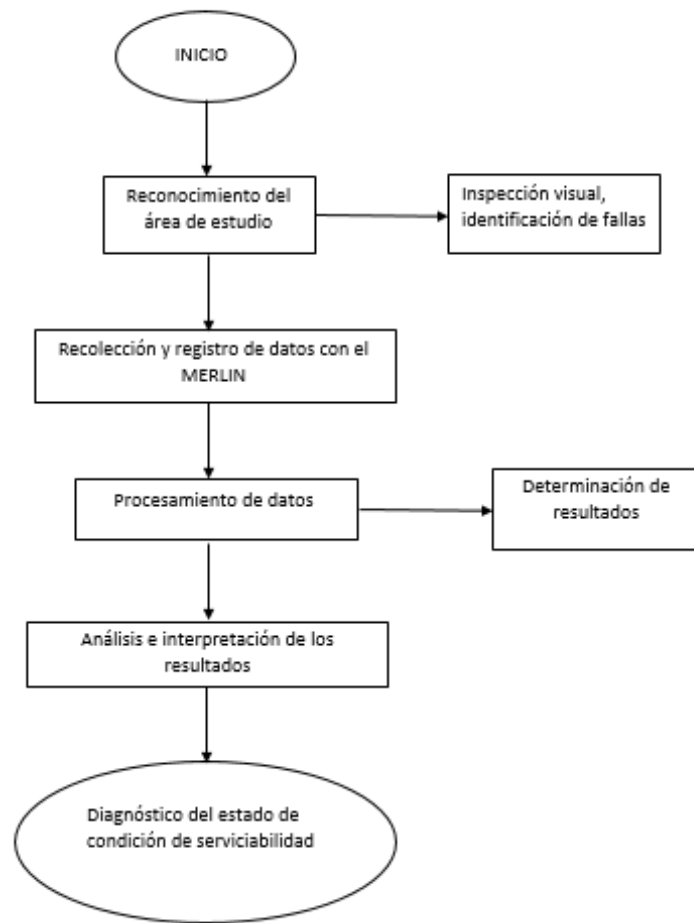 INICIO
Reconocimiento del
área de estudio
Inspección visual,
identificación de fallas
Recolección y registro de datos con el
MERLIN
Procesamiento de datos
Determinación de
resultados
Análisis e interpretación de los
resultados
Diagnóstico del estado de
condición de serviciabilidad